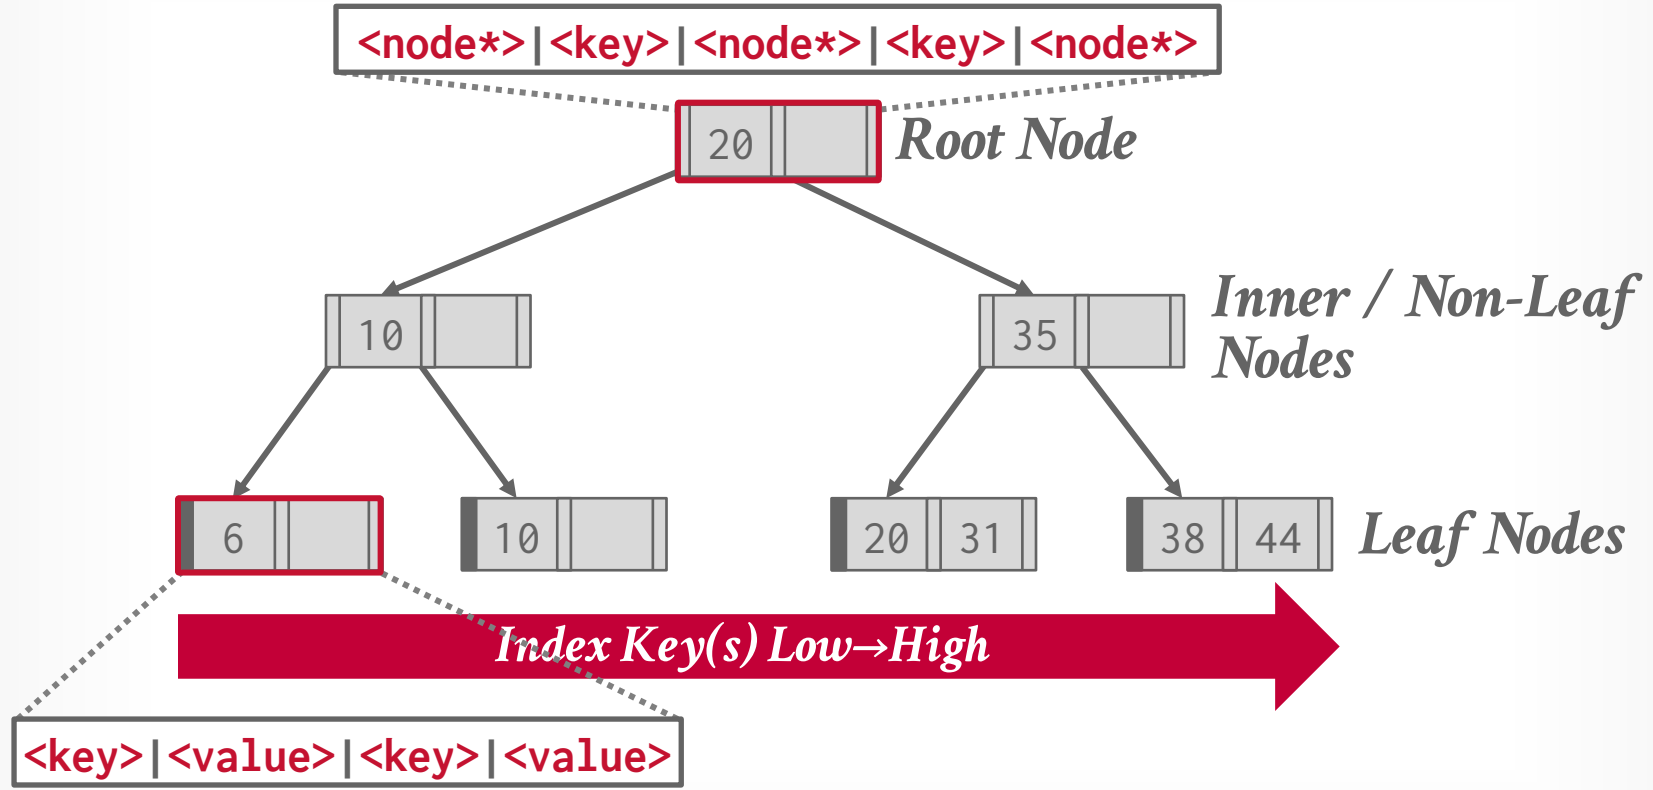 <node*>|<key>|<node*>|<key>|<node*>
20
Root Node
10
35
Inner / Non-Leaf
Nodes
6
10
20 31
38 44
Leaf Nodes
Index Key(s) Low→High
<key>|<value>|<key>|<value>